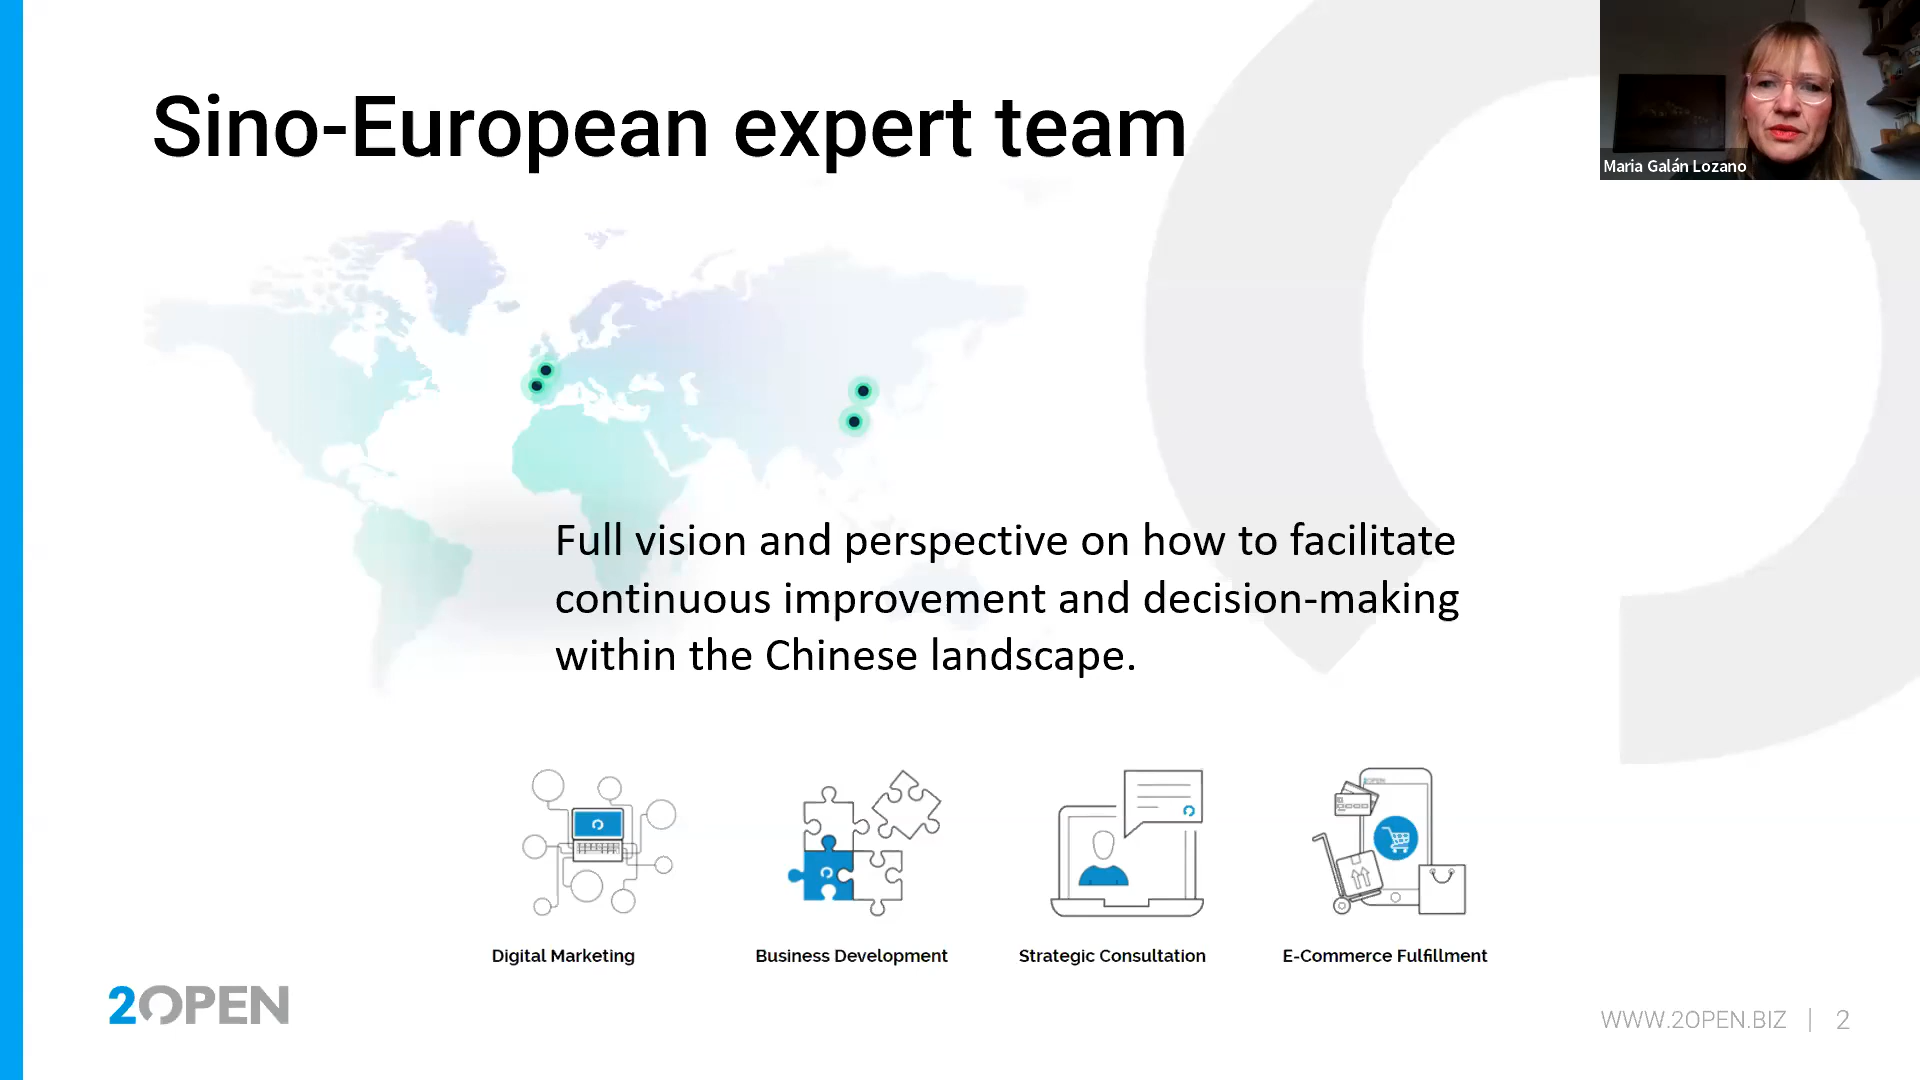 Sino-European expert team
Maria Galán Lozano
Full vision and perspective on how to facilitate
continuous improvement and decision-making
within the Chinese landscape.
Digital Marketing
Business Development
Strategic Consultation
E-Commerce Fulfillment
2OPEN
WWW.2OPEN.BIZ | 2